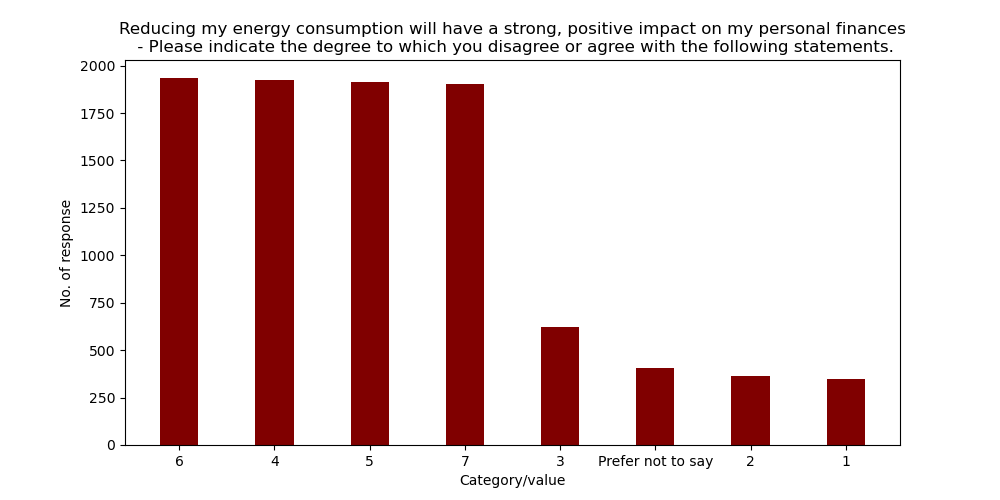 Reducing my energy consumption will have a strong, positive impact on my personal finances
- Please indicate the degree to which you disagree or agree with the following statements.
2000
1750
1500
1250
1000
750
500
250
0
No. of response
6 4 5 7 3 Prefer not to say 2 1
Category/value